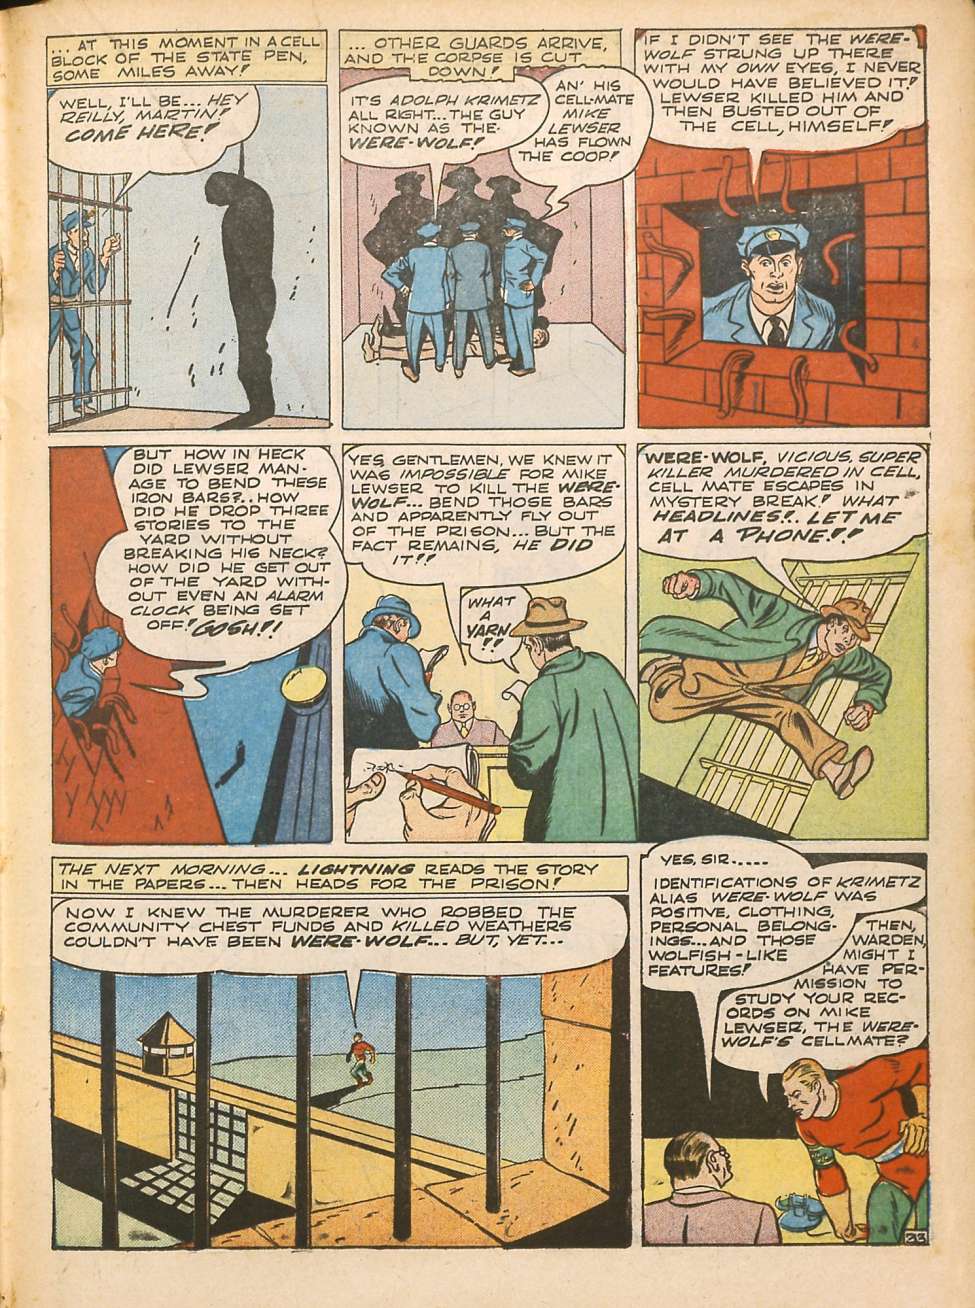 ... AT THIS MOMENT IN A CELL
BLOCK OF THE STATE PEN,
SOME MILES AWAY!
WELL, I'LL BE... HEY
REILLY, MARTIN!
COME HERE!
... OTHER GUARDS ARRIVE,
AND THE CORPSE IS CUT
DOWN!
IT'S ADOLPH KRIMETZ
ALL RIGHT... THE GUY
KNOWN AS THE
WERE-WOLF!
AN' HIS
CELL-MATE
MIKE
LEWSER
HAS FLOWN
THE COOP!
IF I DIDN'T SEE THE WERE-
WOLF STRUNG UP THERE
WITH MY OWN EYES, I NEVER
WOULD HAVE BELIEVED IT!
LEWSER KILLED HIM AND
THEN BUSTED OUT OF
THE CELL, HIMSELF!
BUT HOW IN HECK
DID LEWSER MAN-
AGE TO BEND THESE
IRON BARS?..HOW
DID HE DROP THREE
STORIES TO THE
YARD WITHOUT
BREAKING HIS NECK?
HOW DID HE GET OUT
OF THE YARD WITH-
OUT EVEN AN ALARM
CLOCK BEING SET
OFF! GOSH!!
YES, GENTLEMEN, WE KNEW IT
WAS IMPOSSIBLE FOR MIKE
LEWSER TO KILL THE WERE-
WOLF... BEND THOSE BARS
AND APPARENTLY FLY OUT
OF THE PRISON... BUT THE
FACT REMAINS, HE DID
IT!!
WHAT
A
YARN
!!
WERE-WOLF, VICIOUS, SUPER
KILLER MURDERED IN CELL,
CELL MATE ESCAPES IN
MYSTERY BREAK! WHAT
HEADLINES!.. LET ME
AT A PHONE!!
THE NEXT MORNING... LIGHTNING READS THE STORY
IN THE PAPERS... THEN HEADS FOR THE PRISON!
NOW I KNEW THE MURDERER WHO ROBBED THE
COMMUNITY CHEST FUNDS AND KILLED WEATHERS
COULDN'T HAVE BEEN WERE-WOLF... BUT, YET...
YES, SIR.....
IDENTIFICATIONS OF KRIMETZ
ALIAS WERE-WOLF WAS
POSITIVE, CLOTHING,
PERSONAL BELONG-
INGS...AND THOSE
WOLFISH-LIKE
FEATURES!
THEN,
WARDEN,
MIGHT I
HAVE PER-
MISSION TO
STUDY YOUR REC-
ORDS ON MIKE
LEWSER, THE WERE-
WOLF'S CELLMATE?
23